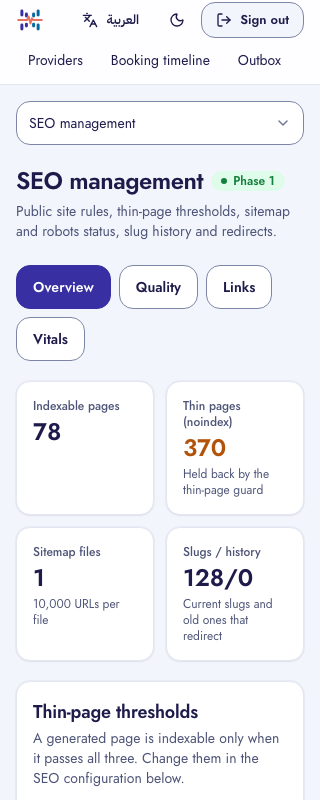 العربية
Sign out
Providers
Booking timeline
Outbox
SEO management
SEO management
Phase 1
Public site rules, thin-page thresholds, sitemap
and robots status, slug history and redirects.
Overview
Quality
Links
Vitals
Indexable pages
78
Thin pages
(noindex)
370
Held back by the
thin-page guard
Sitemap files
1
10,000 URLs per
file
Slugs / history
128/0
Current slugs and
old ones that
redirect
Thin-page thresholds
A generated page is indexable only when
it passes all three. Change them in the
SEO configuration below.